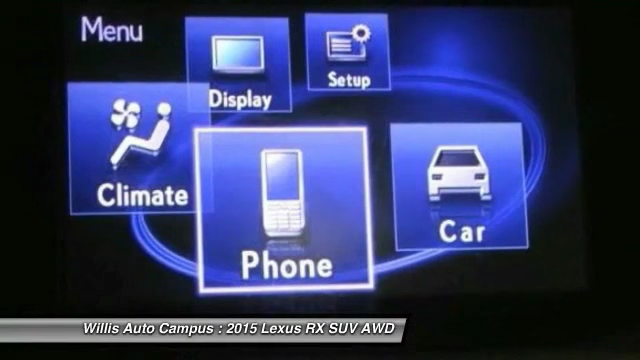 Menu
Display
Setup
Climate
Phone
Car
Willis Auto Campus : 2015 Lexus RX SUV AWD